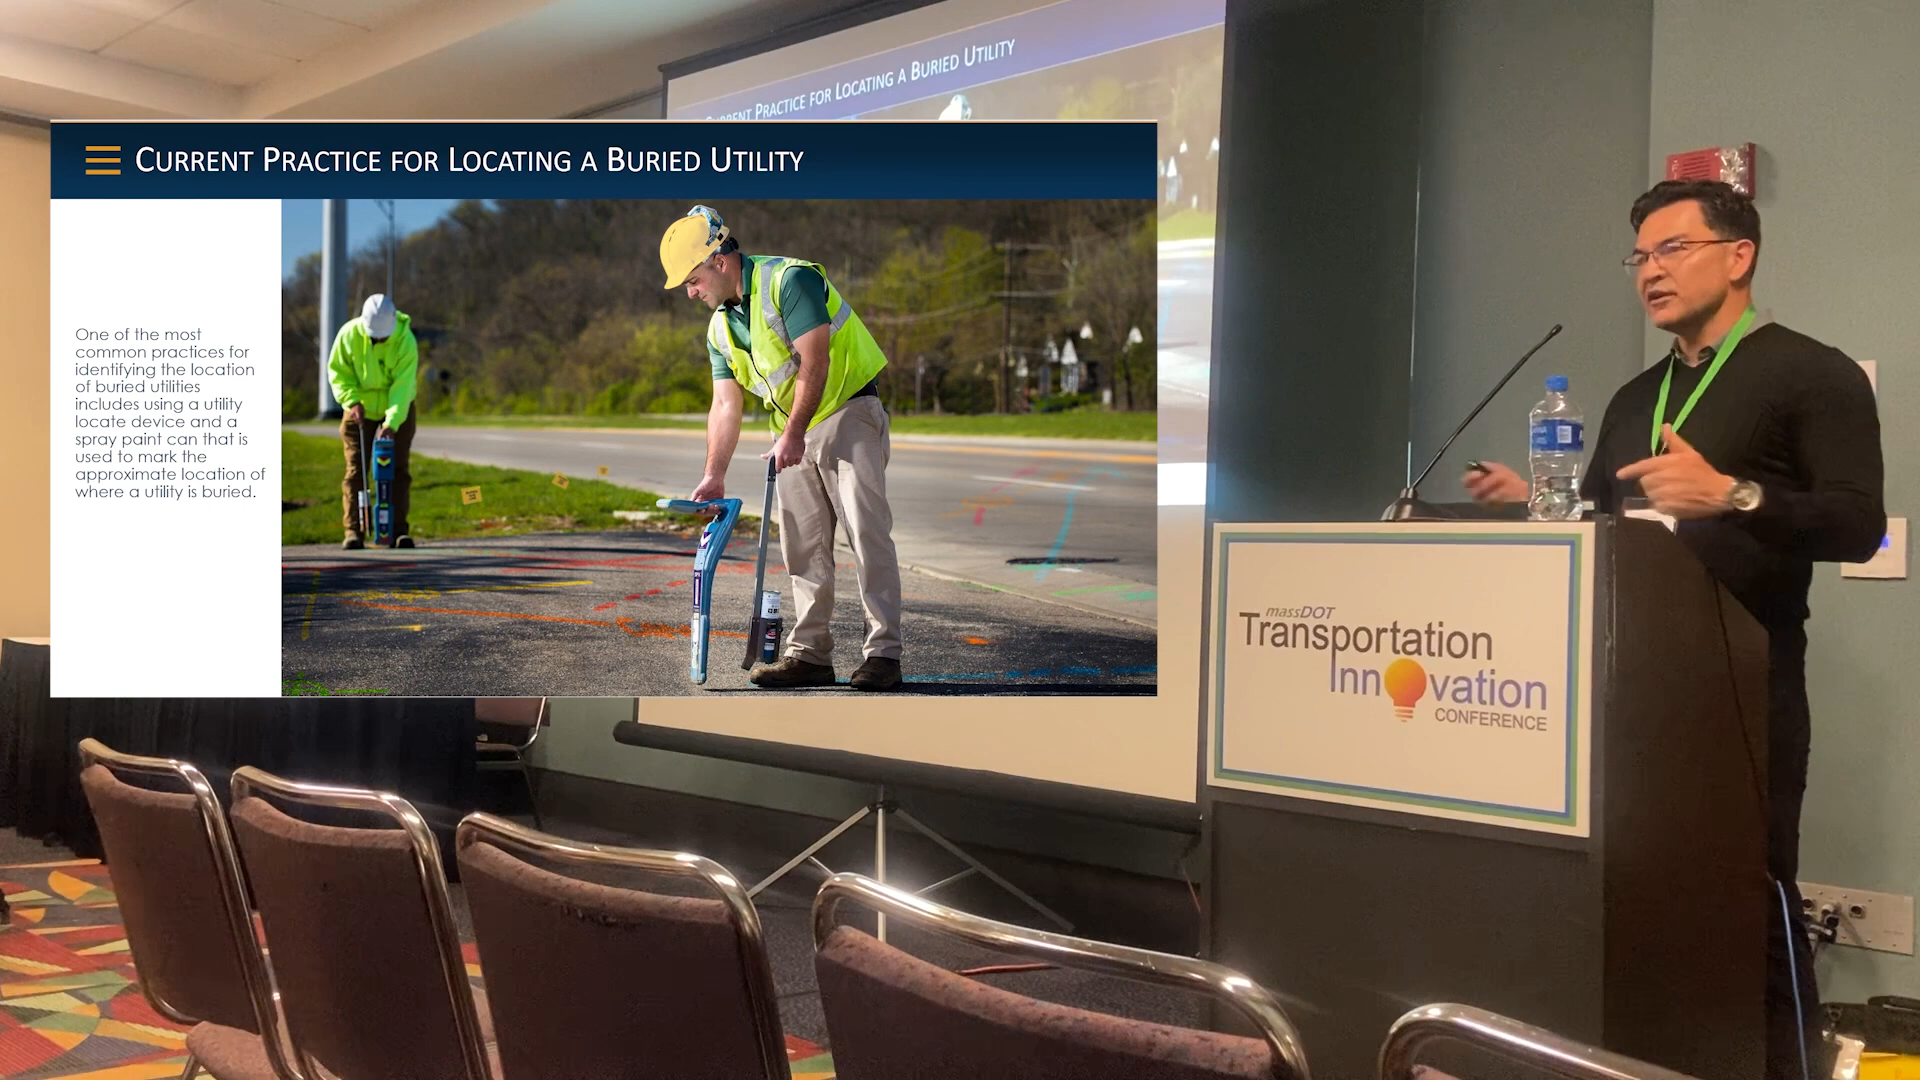 CURRENT PRACTICE FOR LOCATING A BURIED UTILITY
PRACTICE FOR LOCATING A BURIED UTILITY
One of the most
common practices for
identifying the location
of buried utilities
includes using a utility
locate device and a
spray paint can that is
used to mark the
approximate location of
where a utility is buried.
massDOT
Transportation
Innovation
CONFERENCE